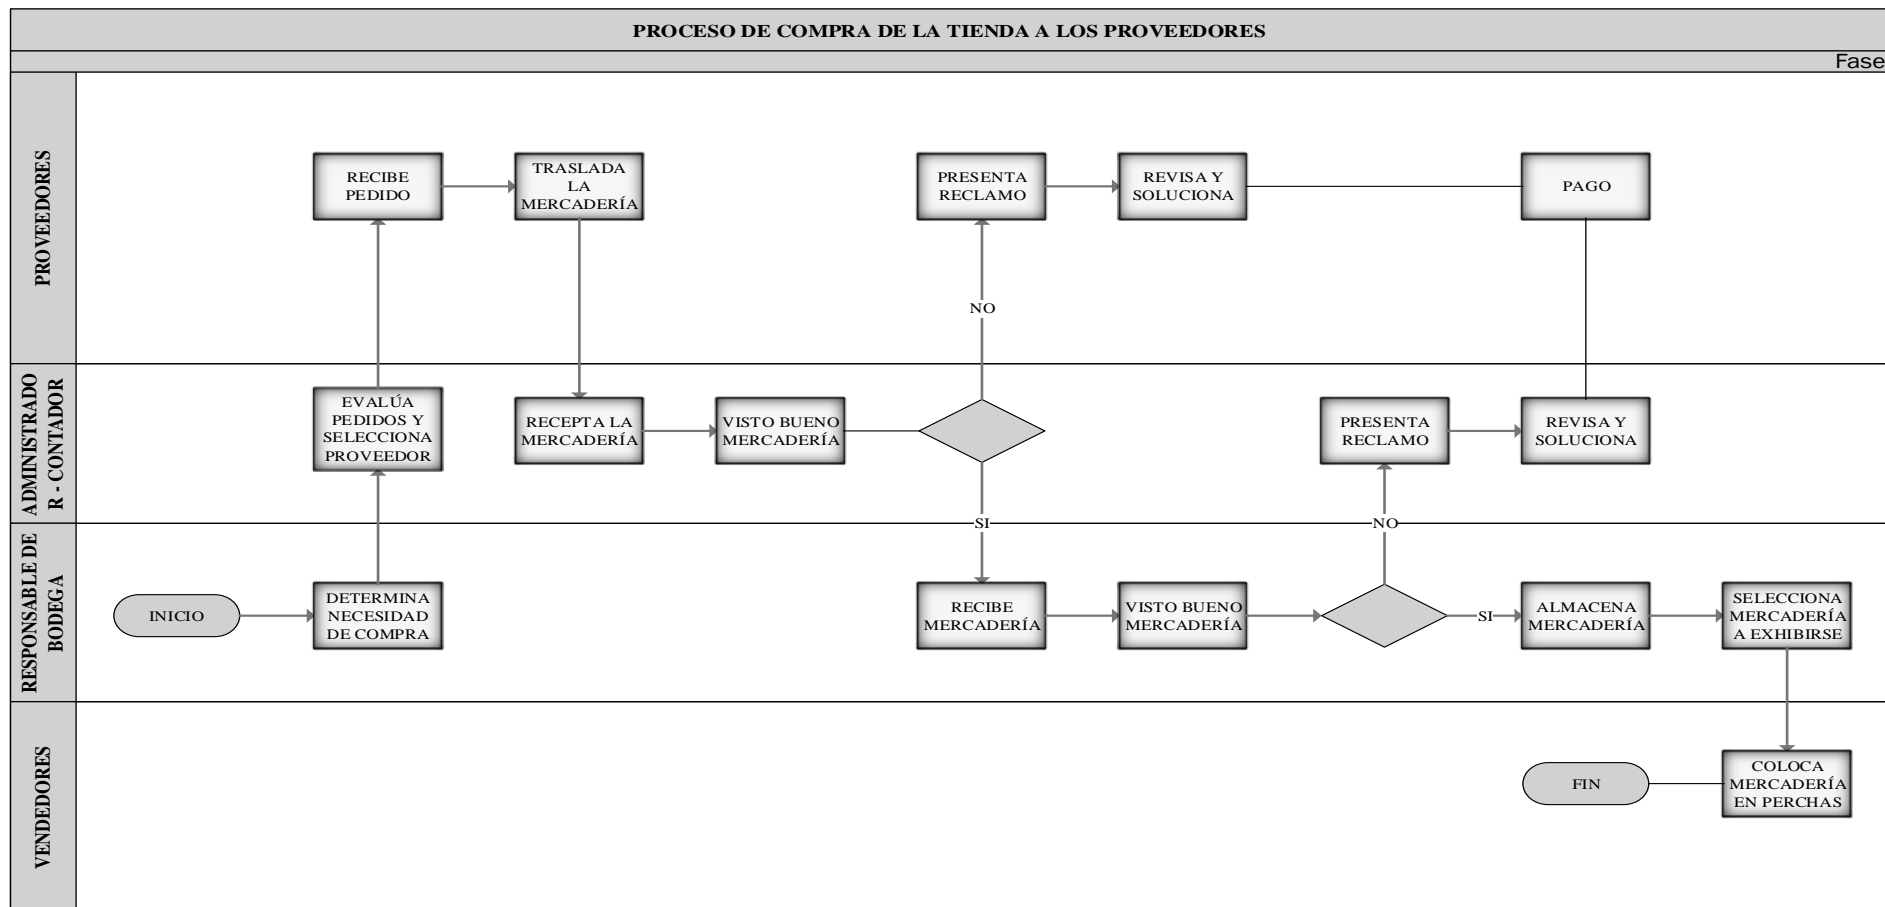 PROCESO DE COMPRA DE LA TIENDA A LOS PROVEEDORES
Fase
PROVEEDORES
RECIBE
PEDIDO
TRASLADA
LA
MERCADERÍA
PRESENTA
RECLAMO
REVISA Y
SOLUCIONA
PAGO
NO
ADMINISTRADO
R - CONTADOR
EVALÚA
PEDIDOS Y
SELECCIONA
PROVEEDOR
RECEPTA LA
MERCADERÍA
VISTO BUENO
MERCADERÍA
PRESENTA
RECLAMO
REVISA Y
SOLUCIONA
SI
NO
RESPONSABLE DE
BODEGA
INICIO
DETERMINA
NECESIDAD
DE COMPRA
RECIBE
MERCADERÍA
VISTO BUENO
MERCADERÍA
SI
ALMACENA
MERCADERÍA
SELECCIONA
MERCADERÍA
A EXHIBIRSE
VENDEDORES
FIN
COLOCA
MERCADERÍA
EN PERCHAS